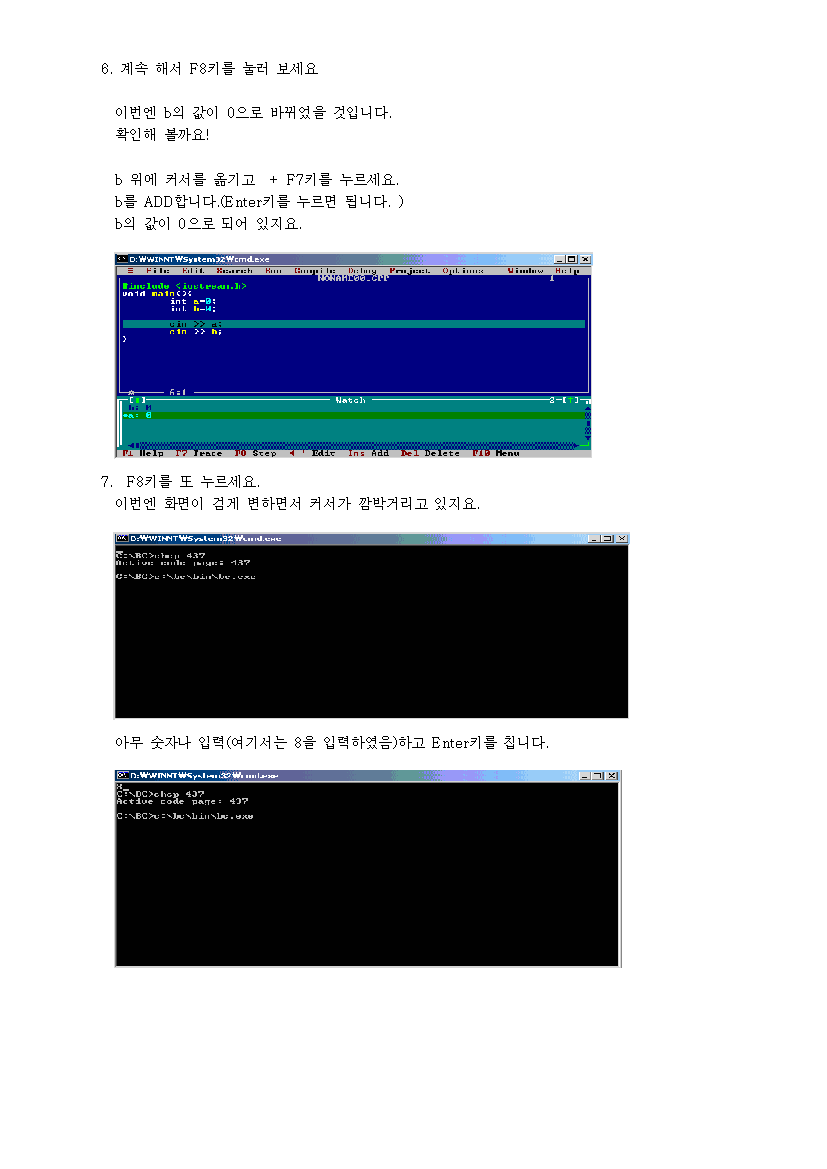 6. 계속 해서 F8키를 눌러 보세요
이번엔 b의 값이 0으로 바뀌었을 것입니다.
확인해 볼까요!
b 위에 커서를 옮기고 + F7키를 누르세요.
b를 ADD합니다.(Enter키를 누르면 됩니다. )
b의 값이 0으로 되어 있지요.
D:₩WINNT₩System32₩cmd.exe
≡ File Edit Search Run Compile Debug Project Options Window Help
NONAME00.CPP 1
#include <iostream.h>
void main(){
int a=0;
int b=0;
cin >> a;
cin >> b;
}
6:1
Watch 2
b: 0
a: 0
F1 Help F7 Trace F8 Step Edit Ins Add Del Delete F10 Menu
7. F8키를 또 누르세요.
이번엔 화면이 검게 변하면서 커서가 깜박거리고 있지요.
D:₩WINNT₩System32₩cmd.exe
C:\BC>chcp 437
Active code page: 437
C:\BC>c:\bc\bin\bc.exe
아무 숫자나 입력(여기서는 8을 입력하였음)하고 Enter키를 칩니다.
D:₩WINNT₩System32₩cmd.exe
C:\BC>chcp 437
Active code page: 437
C:\BC>c:\bc\bin\bc.exe